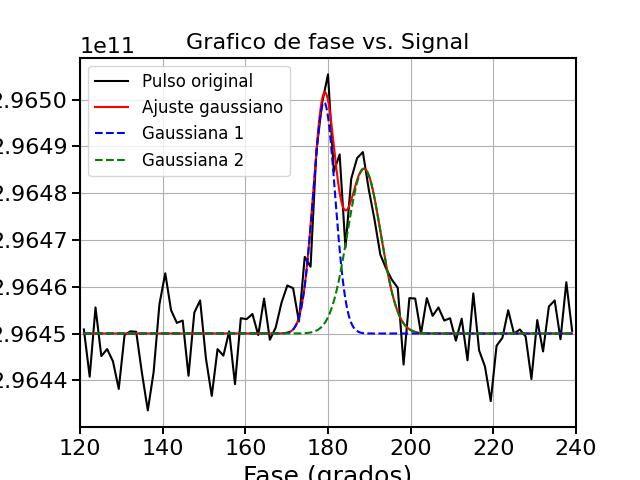 1e11
Grafico de fase vs. Signal
Pulso original
Ajuste gaussiano
Gaussiana 1
Gaussiana 2
2.9650
2.9649
2.9648
2.9647
2.9646
2.9645
2.9644
120 140 160 180 200 220 240
Fase (grados)